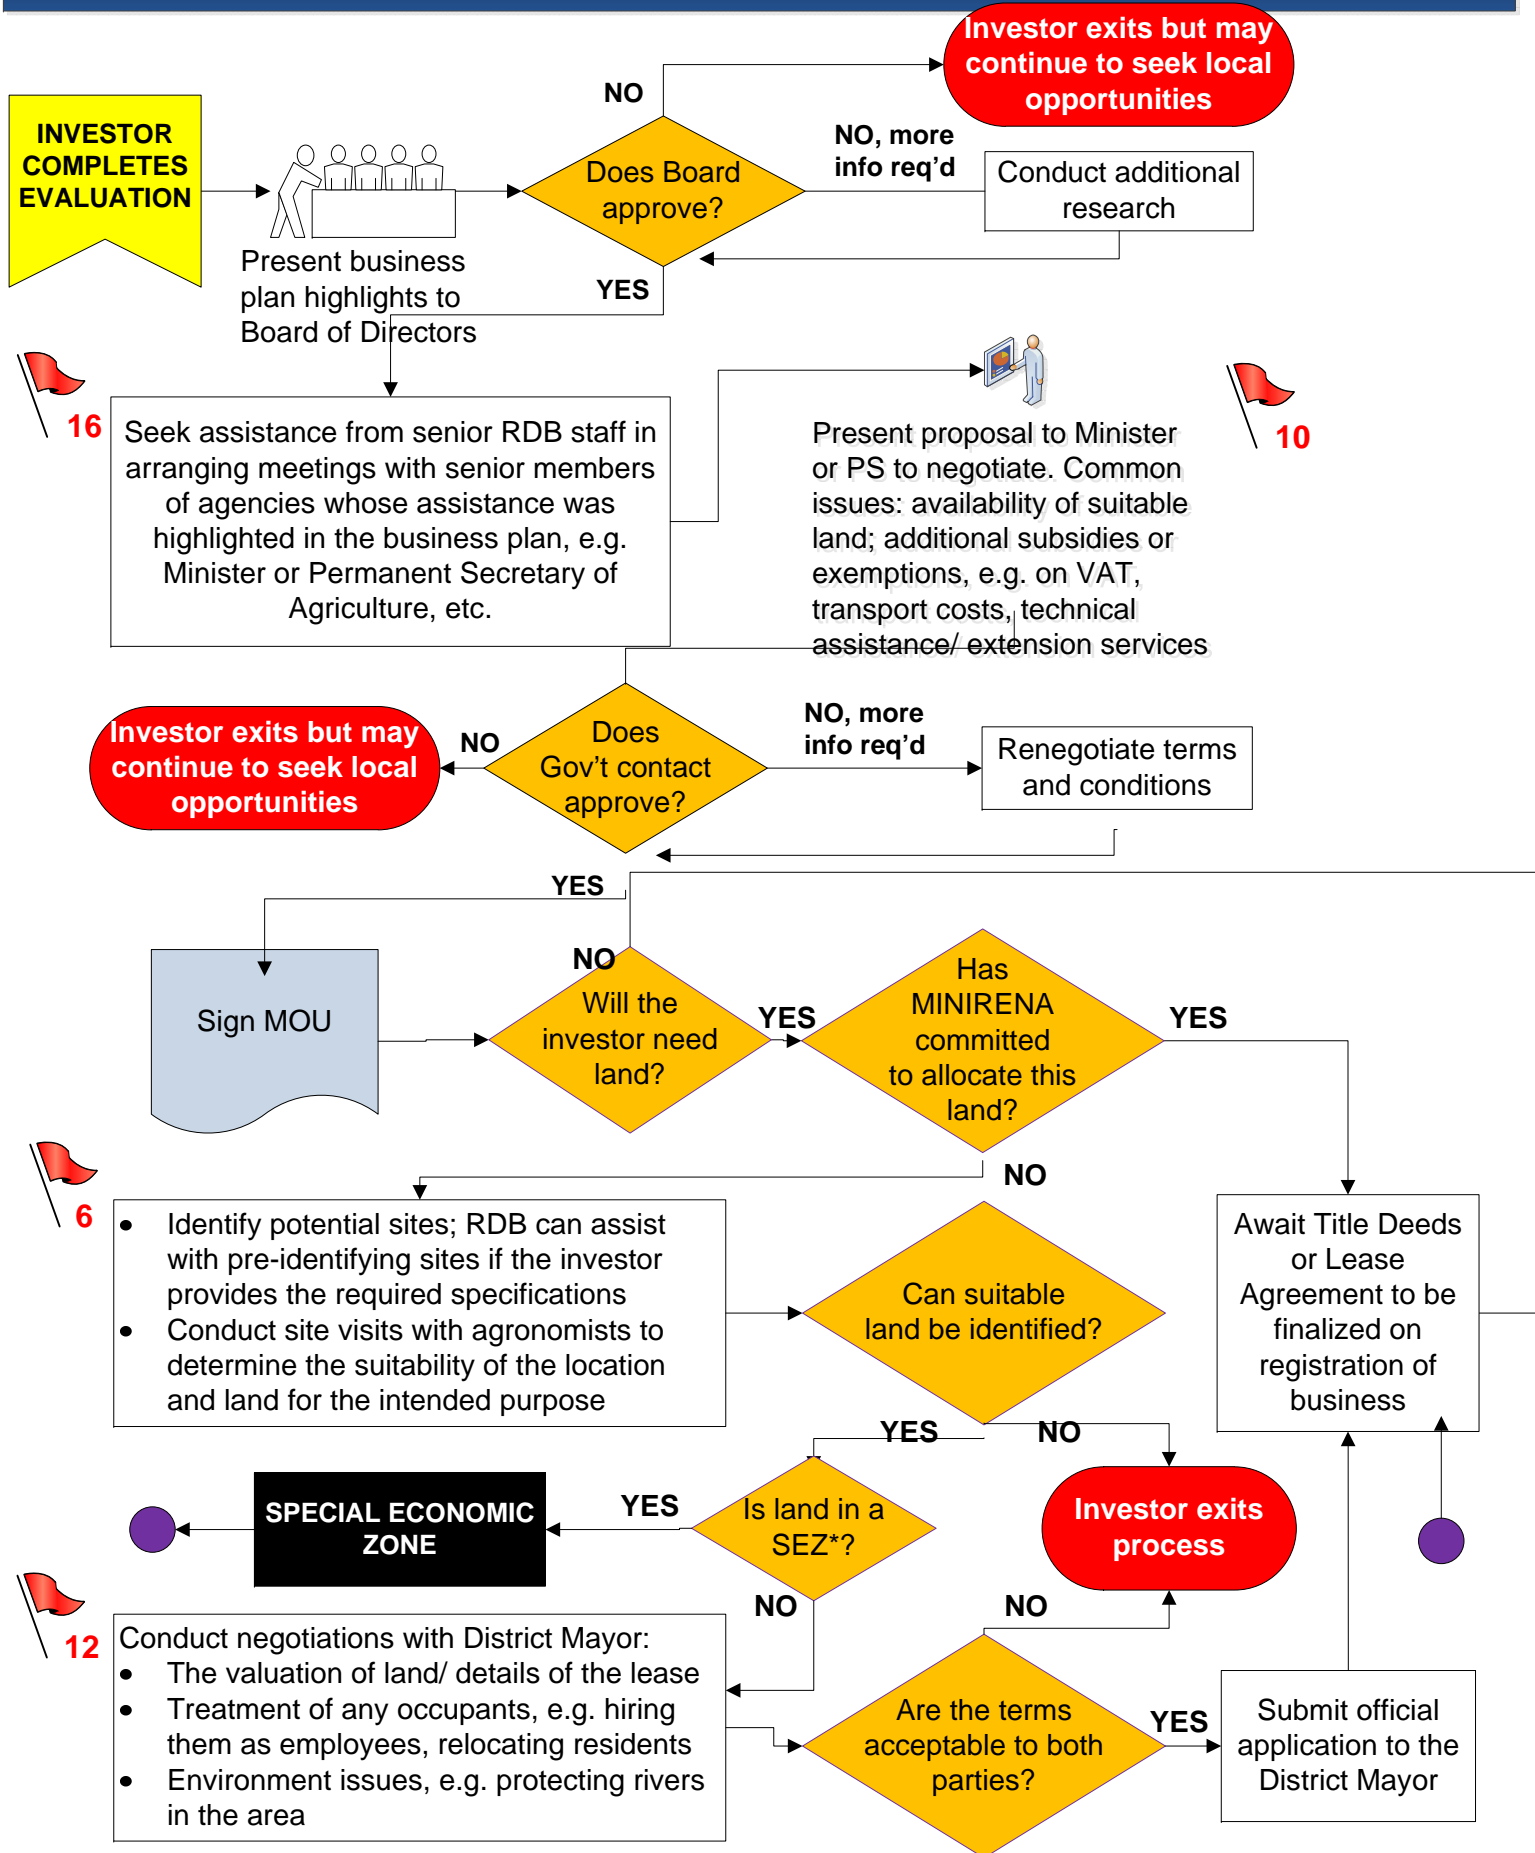 Investor exits but may
continue to seek local
opportunities
NO
INVESTOR
COMPLETES
EVALUATION
NO, more
info req'd
Does Board
approve?
Conduct additional
research
Present business
plan highlights to
Board of Directors
YES
16
Seek assistance from senior RDB staff in
arranging meetings with senior members
of agencies whose assistance was
highlighted in the business plan, e.g.
Minister or Permanent Secretary of
Agriculture, etc.
10
Present proposal to Minister
or PS to negotiate. Common
issues: availability of suitable
land; additional subsidies or
exemptions, e.g. on VAT,
transport costs, technical
assistance/ extension services
Investor exits but may
continue to seek local
opportunities
NO
Does
Gov't contact
approve?
NO, more
info req'd
Renegotiate terms
and conditions
YES
Sign MOU
NO
Will the
investor need
land?
YES
Has
MINIRENA
committed
to allocate this
land?
YES
NO
6
• Identify potential sites; RDB can assist
with pre-identifying sites if the investor
provides the required specifications
• Conduct site visits with agronomists to
determine the suitability of the location
and land for the intended purpose
Can suitable
land be identified?
Await Title Deeds
or Lease
Agreement to be
finalized on
registration of
business
YES
NO
SPECIAL ECONOMIC
ZONE
YES
Is land in a
SEZ*?
Investor exits
process
NO
NO
12
Conduct negotiations with District Mayor:
• The valuation of land/ details of the lease
• Treatment of any occupants, e.g. hiring
them as employees, relocating residents
• Environment issues, e.g. protecting rivers
in the area
Are the terms
acceptable to both
parties?
YES
Submit official
application to the
District Mayor